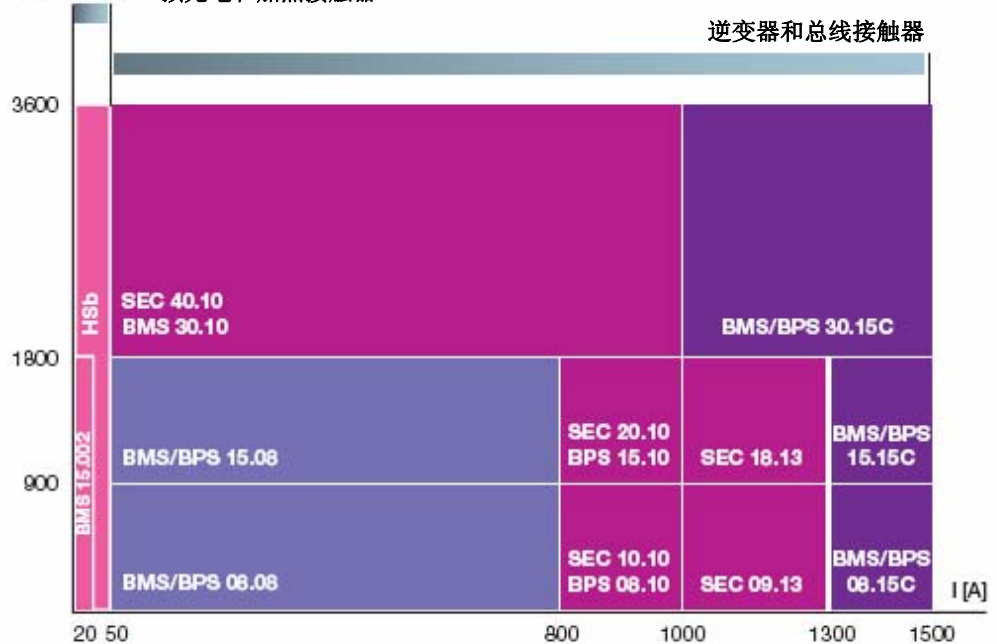 逆变器和总线接触器
3600
HSb
SEC 40.10
BMS 30.10
BMS/BPS 30.15C
1800
BMS 15.002
BMS/BPS 15.08
SEC 20.10
BPS 15.10
SEC 18.13
BMS/BPS
15.15C
900
BMS/BPS 08.08
SEC 10.10
BPS 08.10
SEC 09.13
BMS/BPS
08.15C
I [A]
20 50 800 1000 1300 1500